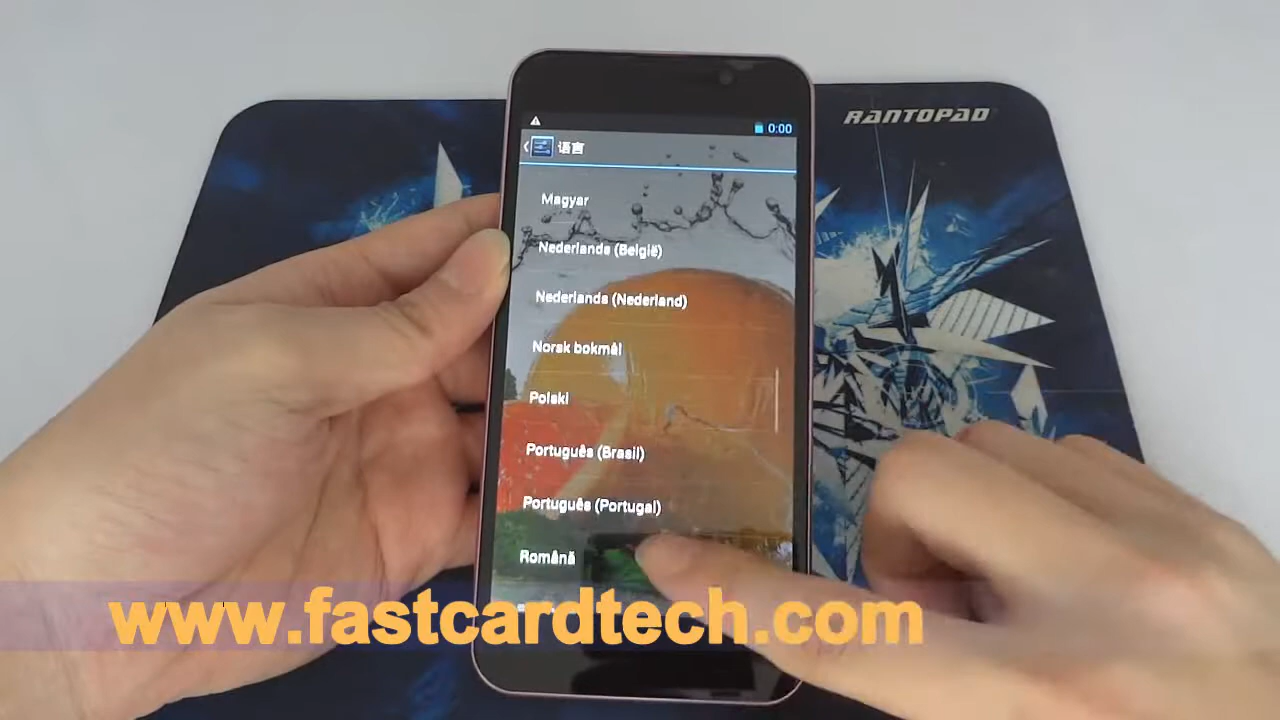 RANTOPAD
0:00
语言
Magyar
Nederlands (België)
Nederlands (Nederland)
Norsk bokmål
Polski
Português (Brasil)
Português (Portugal)
Română
www.fastcardtech.com